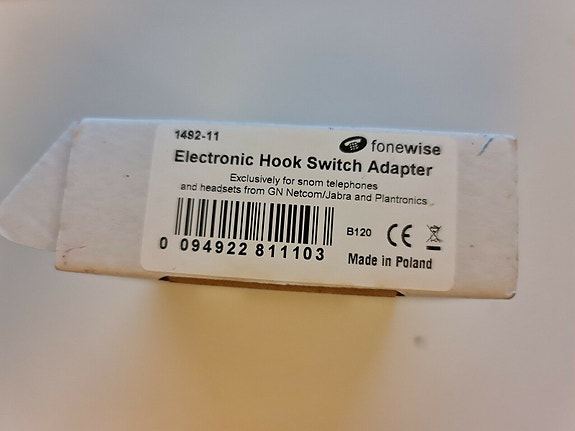 1492-11
fonewise
Electronic Hook Switch Adapter
Exclusively for snom telephones
and headsets from GN Netcom/Jabra and Plantronics
B120
CE
0 094922 811103
Made in Poland